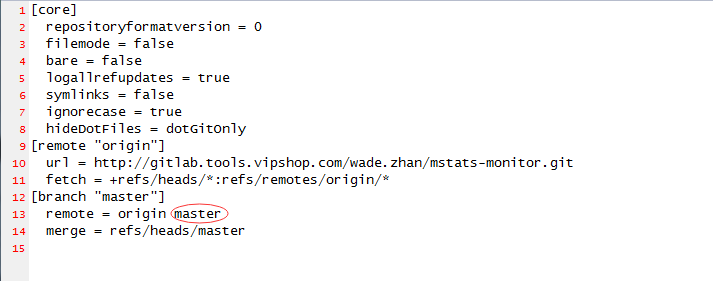 1 [core]
2 repositoryformatversion = 0
3 filemode = false
4 bare = false
5 logallrefupdates = true
6 symlinks = false
7 ignorecase = true
8 hideDotFiles = dotGitOnly
9 [remote "origin"]
10 url = http://gitlab.tools.vipshop.com/wade.zhan/mstats-monitor.git
11 fetch = +refs/heads/*:refs/remotes/origin/*
12 [branch "master"]
13 remote = origin master
14 merge = refs/heads/master
15